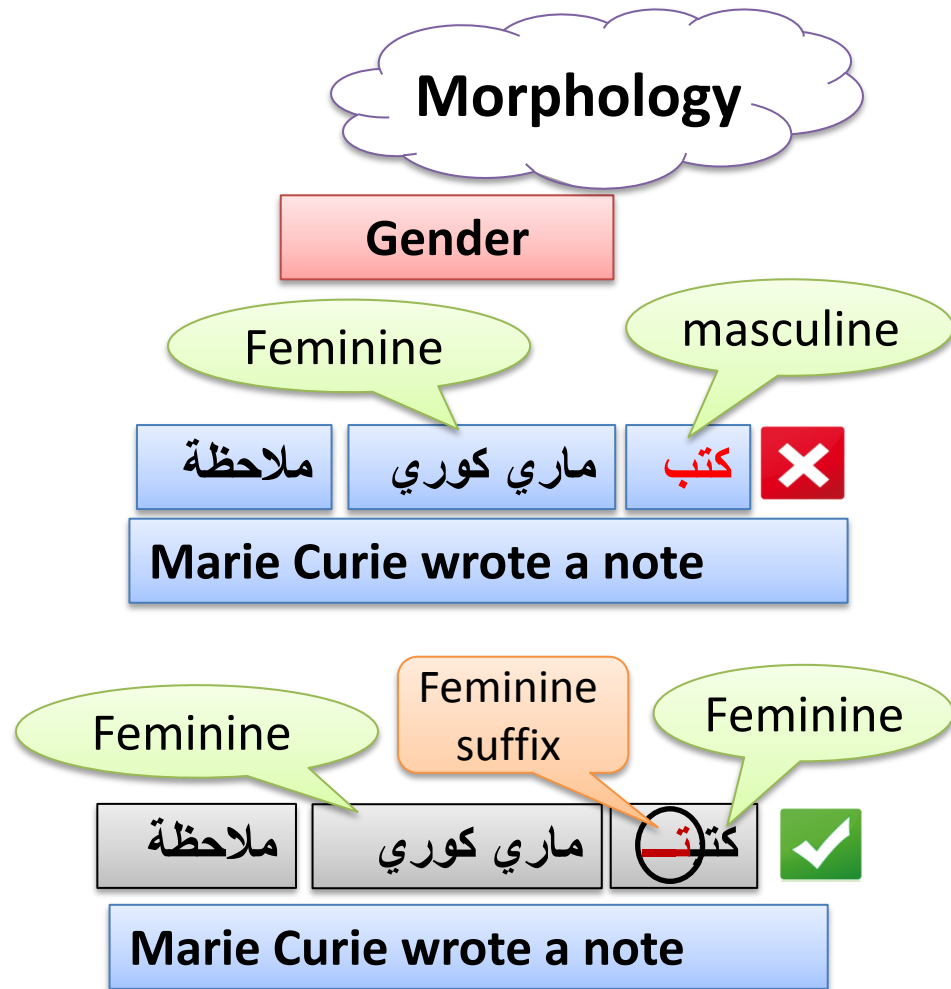 Morphology
Gender
Feminine
masculine
كتب ماري كوري ملاحظة
Marie Curie wrote a note
Feminine
Feminine
suffix
Feminine
كتبتــ ماري كوري ملاحظة
Marie Curie wrote a note